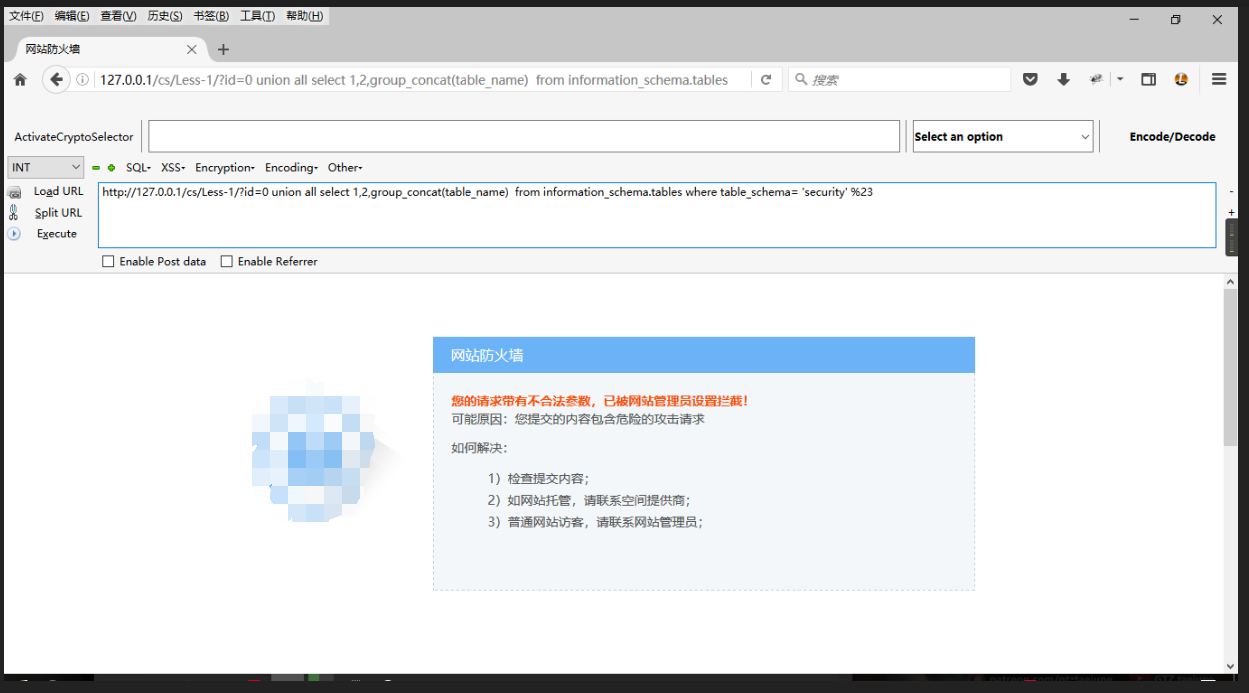 文件(F) 编辑(E) 查看(V) 历史(S) 书签(B) 工具(T) 帮助(H)
网站防火墙
127.0.0.1/cs/Less-1/?id=0 union all select 1,2,group_concat(table_name)  from information_schema.tables
搜索
ActivateCryptoSelector
Select an option
Encode/Decode
INT
SQL XSS Encryption Encoding Other
Load URL
http://127.0.0.1/cs/Less-1/?id=0 union all select 1,2,group_concat(table_name)  from information_schema.tables where table_schema= 'security' %23
Split URL
Execute
Enable Post data Enable Referrer
网站防火墙
您的请求带有不合法参数，已被网站管理员设置拦截！
可能原因：您提交的内容包含危险的攻击请求
如何解决：
1）检查提交内容；
2）如网站托管，请联系空间提供商；
3）普通网站访客，请联系网站管理员；